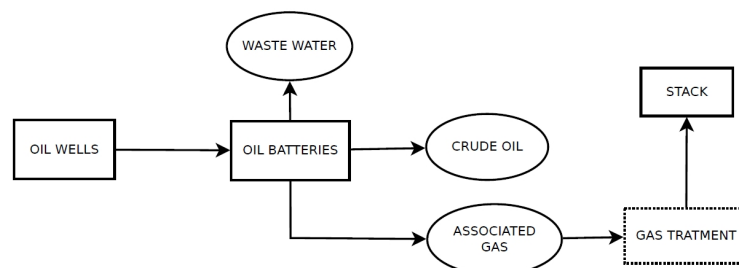 WASTE WATER
STACK
OIL WELLS
OIL BATTERIES
CRUDE OIL
ASSOCIATED
GAS
GAS TRATMENT